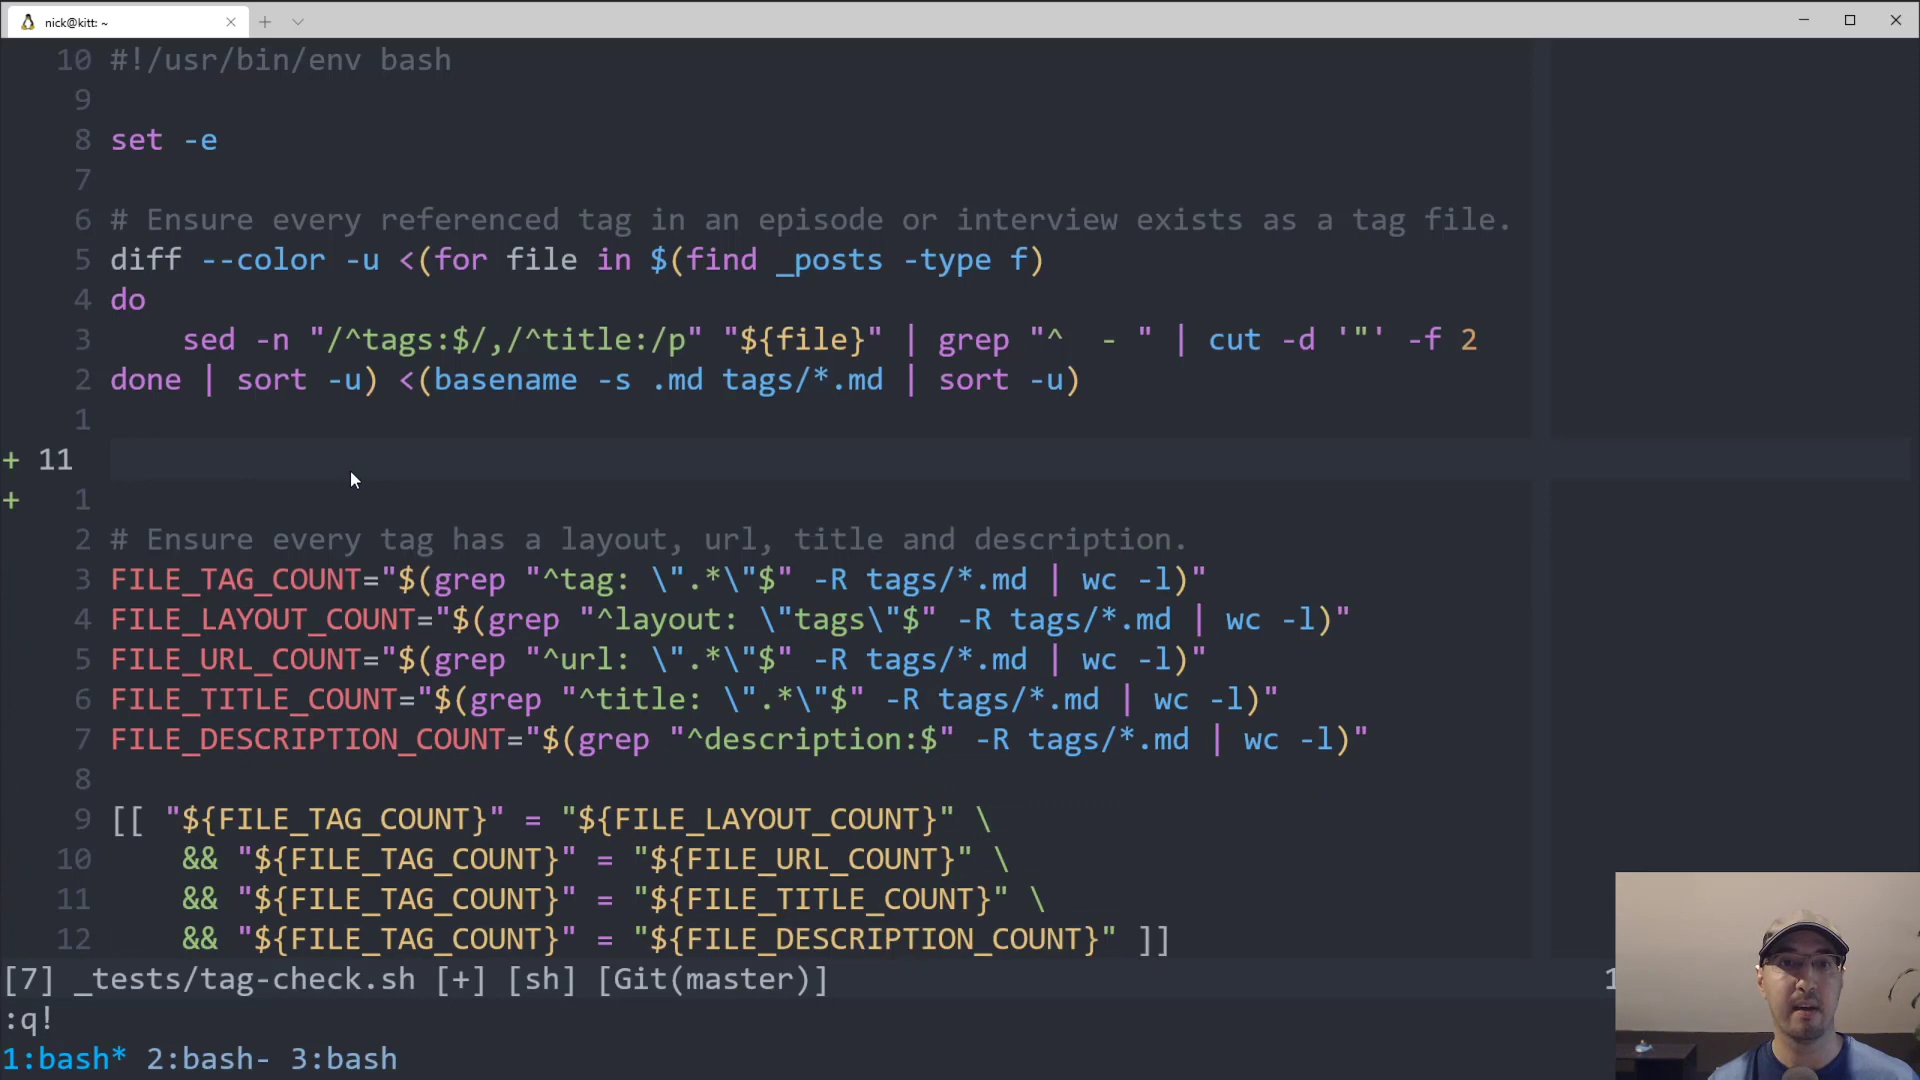 nick@kitt: ~
10 #!/usr/bin/env bash
9
8 set -e
7
6 # Ensure every referenced tag in an episode or interview exists as a tag file.
5 diff --color -u <(for file in $(find _posts -type f)
4 do
3     sed -n "/^tags:$/,/^title:/p" "${file}" | grep "^  - " | cut -d '"' -f 2
2 done | sort -u) <(basename -s .md tags/*.md | sort -u)
1
+ 11
+ 1
2 # Ensure every tag has a layout, url, title and description.
3 FILE_TAG_COUNT="$(grep "^tag: \".*\"$" -R tags/*.md | wc -l)"
4 FILE_LAYOUT_COUNT="$(grep "^layout: \"tags\"$" -R tags/*.md | wc -l)"
5 FILE_URL_COUNT="$(grep "^url: \".*\"$" -R tags/*.md | wc -l)"
6 FILE_TITLE_COUNT="$(grep "^title: \".*\"$" -R tags/*.md | wc -l)"
7 FILE_DESCRIPTION_COUNT="$(grep "^description:$" -R tags/*.md | wc -l)"
8
9 [[ "${FILE_TAG_COUNT}" = "${FILE_LAYOUT_COUNT}" \
10     && "${FILE_TAG_COUNT}" = "${FILE_URL_COUNT}" \
11     && "${FILE_TAG_COUNT}" = "${FILE_TITLE_COUNT}" \
12     && "${FILE_TAG_COUNT}" = "${FILE_DESCRIPTION_COUNT}" ]]
[7] _tests/tag-check.sh [+] [sh] [Git(master)] 1
:q!
1:bash* 2:bash- 3:bash